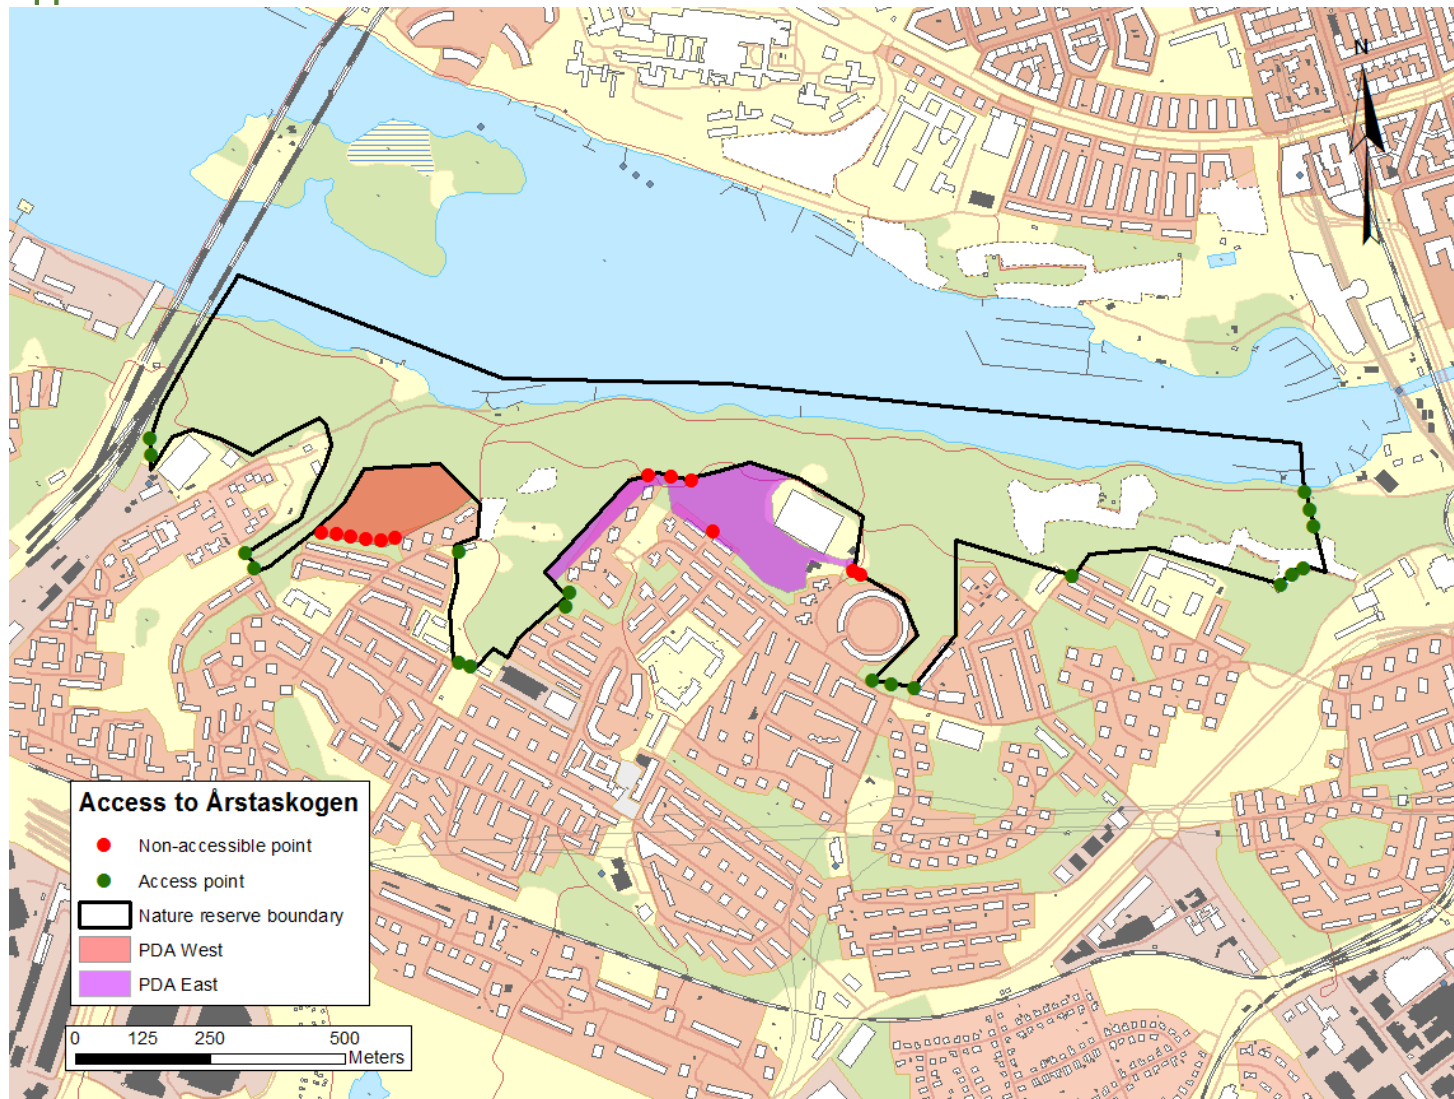 N
Access to Årstaskogen
Non-accessible point
Access point
Nature reserve boundary
PDA West
PDA East
0 125 250 500
Meters